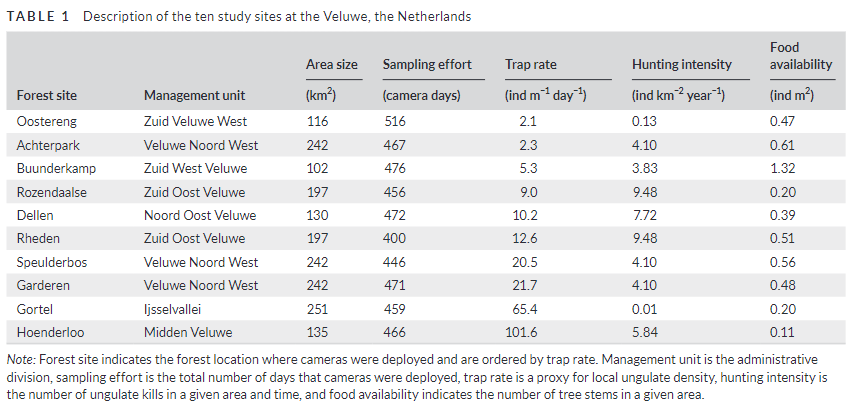 TABLE 1 Description of the ten study sites at the Veluwe, the Netherlands
Forest site Management unit Area size (km²) Sampling effort (camera days) Trap rate (ind m⁻¹ day⁻¹) Hunting intensity (ind km⁻² year⁻¹) Food availability (ind m²)
Oostereng Zuid Veluwe West 116 516 2.1 0.13 0.47
Achterpark Veluwe Noord West 242 467 2.3 4.10 0.61
Buunderkamp Zuid West Veluwe 102 476 5.3 3.83 1.32
Rozendaalse Zuid Oost Veluwe 197 456 9.0 9.48 0.20
Dellen Noord Oost Veluwe 130 472 10.2 7.72 0.39
Rheden Zuid Oost Veluwe 197 400 12.6 9.48 0.51
Speulderbos Veluwe Noord West 242 446 20.5 4.10 0.56
Garderen Veluwe Noord West 242 471 21.7 4.10 0.48
Gortel Ijsselvallei 251 459 65.4 0.01 0.20
Hoenderloo Midden Veluwe 135 466 101.6 5.84 0.11
Note: Forest site indicates the forest location where cameras were deployed and are ordered by trap rate. Management unit is the administrative
division, sampling effort is the total number of days that cameras were deployed, trap rate is a proxy for local ungulate density, hunting intensity is
the number of ungulate kills in a given area and time, and food availability indicates the number of tree stems in a given area.